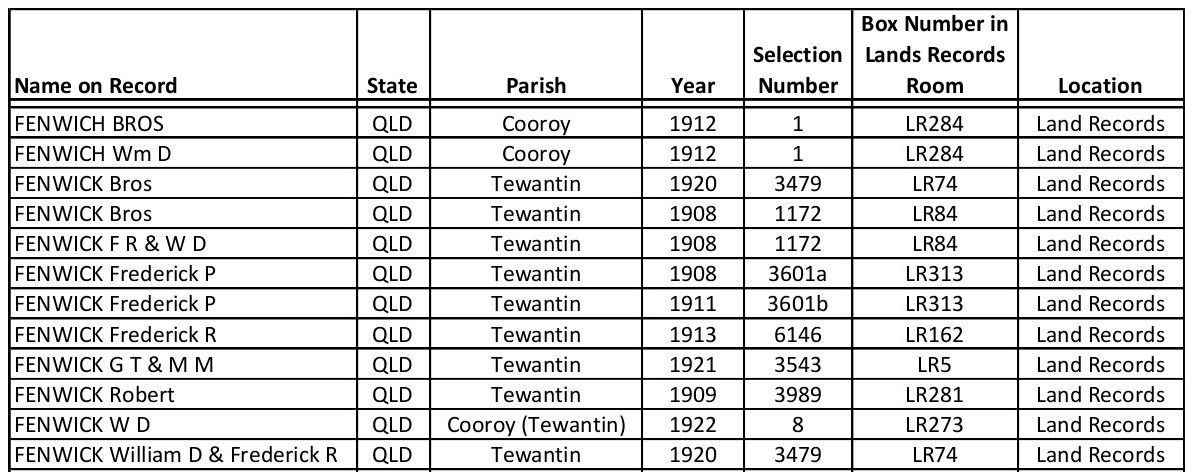 Name on Record State Parish Year Selection Number Box Number in Lands Records Room Location
FENWICH BROS QLD Cooroy 1912 1 LR284 Land Records
FENWICH Wm D QLD Cooroy 1912 1 LR284 Land Records
FENWICK Bros QLD Tewantin 1920 3479 LR74 Land Records
FENWICK Bros QLD Tewantin 1908 1172 LR84 Land Records
FENWICK F R & W D QLD Tewantin 1908 1172 LR84 Land Records
FENWICK Frederick P QLD Tewantin 1908 3601a LR313 Land Records
FENWICK Frederick P QLD Tewantin 1911 3601b LR313 Land Records
FENWICK Frederick R QLD Tewantin 1913 6146 LR162 Land Records
FENWICK G T & M M QLD Tewantin 1921 3543 LR5 Land Records
FENWICK Robert QLD Tewantin 1909 3989 LR281 Land Records
FENWICK W D QLD Cooroy (Tewantin) 1922 8 LR273 Land Records
FENWICK William D & Frederick R QLD Tewantin 1920 3479 LR74 Land Records